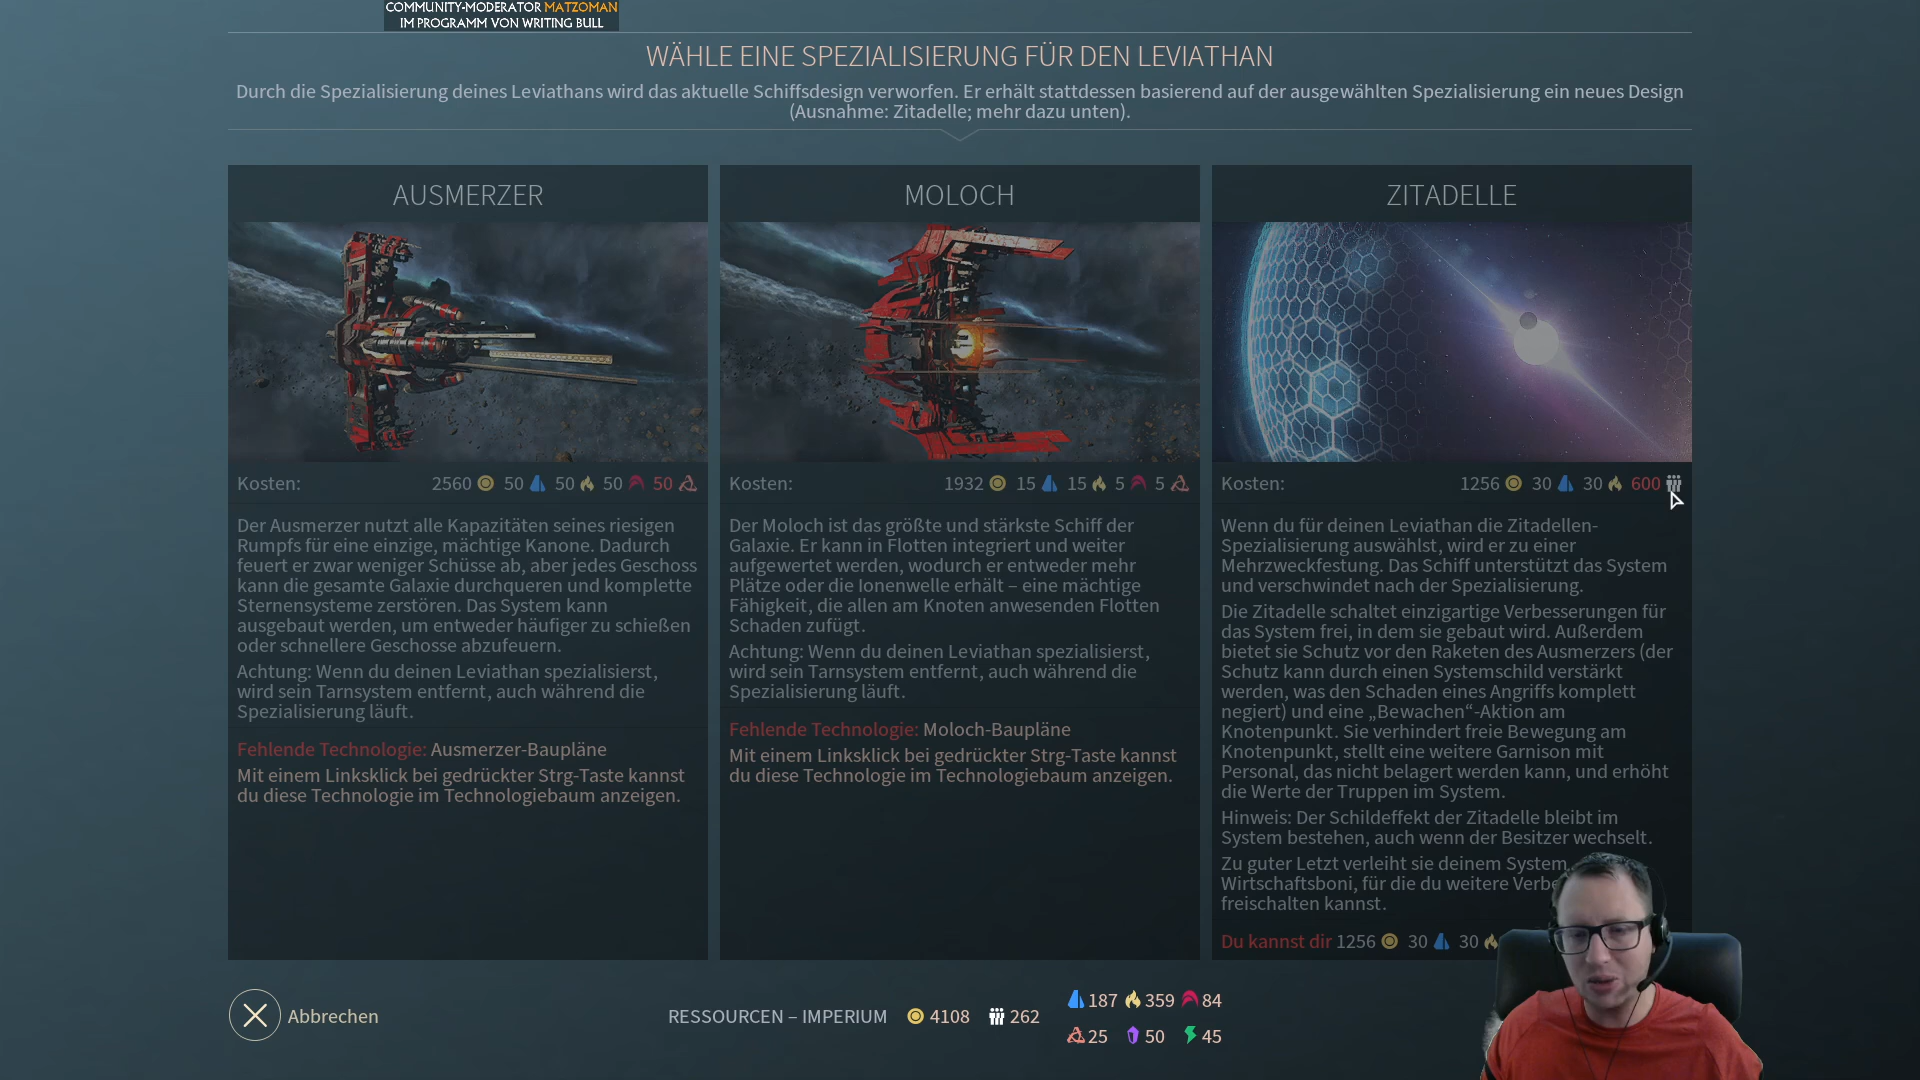 COMMUNITY-MODERATOR MATZOMAN
IM PROGRAMM VON WRITING BULL
WÄHLE EINE SPEZIALISIERUNG FÜR DEN LEVIATHAN
Durch die Spezialisierung deines Leviathans wird das aktuelle Schiffsdesign verworfen. Er erhält stattdessen basierend auf der ausgewählten Spezialisierung ein neues Design
(Ausnahme: Zitadelle; mehr dazu unten).
AUSMERZER
Kosten: 2560 50 50 50 50
Der Ausmerzer nutzt alle Kapazitäten seines riesigen
Rumpfs für eine einzige, mächtige Kanone. Dadurch
feuert er zwar weniger Schüsse ab, aber jedes Geschoss
kann die gesamte Galaxie durchqueren und komplette
Sternensysteme zerstören. Das System kann
ausgebaut werden, um entweder häufiger zu schießen
oder schnellere Geschosse abzufeuern.
Achtung: Wenn du deinen Leviathan spezialisierst,
wird sein Tarnsystem entfernt, auch während die
Spezialisierung läuft.
Fehlende Technologie: Ausmerzer-Baupläne
Mit einem Linksklick bei gedrückter Strg-Taste kannst
du diese Technologie im Technologiebaum anzeigen.
MOLOCH
Kosten: 1932 15 15 5 5
Der Moloch ist das größte und stärkste Schiff der
Galaxie. Er kann in Flotten integriert und weiter
aufgewertet werden, wodurch er entweder mehr
Plätze oder die Ionenwelle erhält – eine mächtige
Fähigkeit, die allen am Knoten anwesenden Flotten
Schaden zufügt.
Achtung: Wenn du deinen Leviathan spezialisierst,
wird sein Tarnsystem entfernt, auch während die
Spezialisierung läuft.
Fehlende Technologie: Moloch-Baupläne
Mit einem Linksklick bei gedrückter Strg-Taste kannst
du diese Technologie im Technologiebaum anzeigen.
ZITADELLE
Kosten: 1256 30 30 600
Wenn du für deinen Leviathan die Zitadellen-
Spezialisierung auswählst, wird er zu einer
Mehrzweckfestung. Das Schiff unterstützt das System
und verschwindet nach der Spezialisierung.
Die Zitadelle schaltet einzigartige Verbesserungen für
das System frei, in dem sie gebaut wird. Außerdem
bietet sie Schutz vor den Raketen des Ausmerzers (der
Schutz kann durch einen Systemschild verstärkt
werden, was den Schaden eines Angriffs komplett
negiert) und eine „Bewachen“-Aktion am
Knotenpunkt. Sie verhindert freie Bewegung am
Knotenpunkt, stellt eine weitere Garnison mit
Personal, das nicht belagert werden kann, und erhöht
die Werte der Truppen im System.
Hinweis: Der Schildeffekt der Zitadelle bleibt im
System bestehen, auch wenn der Besitzer wechselt.
Zu guter Letzt verleiht sie deinem System
Wirtschaftsboni, für die du weitere
freischalten kannst.
Du kannst dir 1256 30 30
Abbrechen
RESSOURCEN – IMPERIUM 4108 262
187 359 84
25 50 45